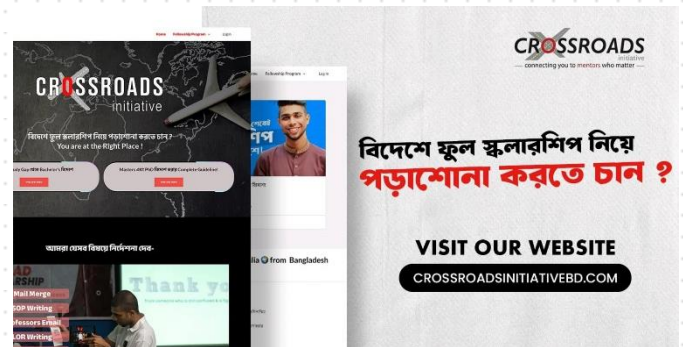 Home Fellowship Program Log in
CROSSROADS
initiative
বিদেশে ফুল স্কলারশিপ নিয়ে পড়াশোনা করতে চান ?
You are at the Right Place !
Bachelor's
Masters এবং PhD Complete Guideline
আমরা যেসব বিষয়ে নির্দেশনা দেব-
Thank you
Mail Merge
SOP Writing
Professors Email
LOR Writing
Fellowship Program Log in
from Bangladesh
CROSSROADS
initiative
connecting you to mentors who matter
বিদেশে ফুল স্কলারশিপ নিয়ে
পড়াশোনা করতে চান ?
VISIT OUR WEBSITE
CROSSROADSINITIATIVEBD.COM